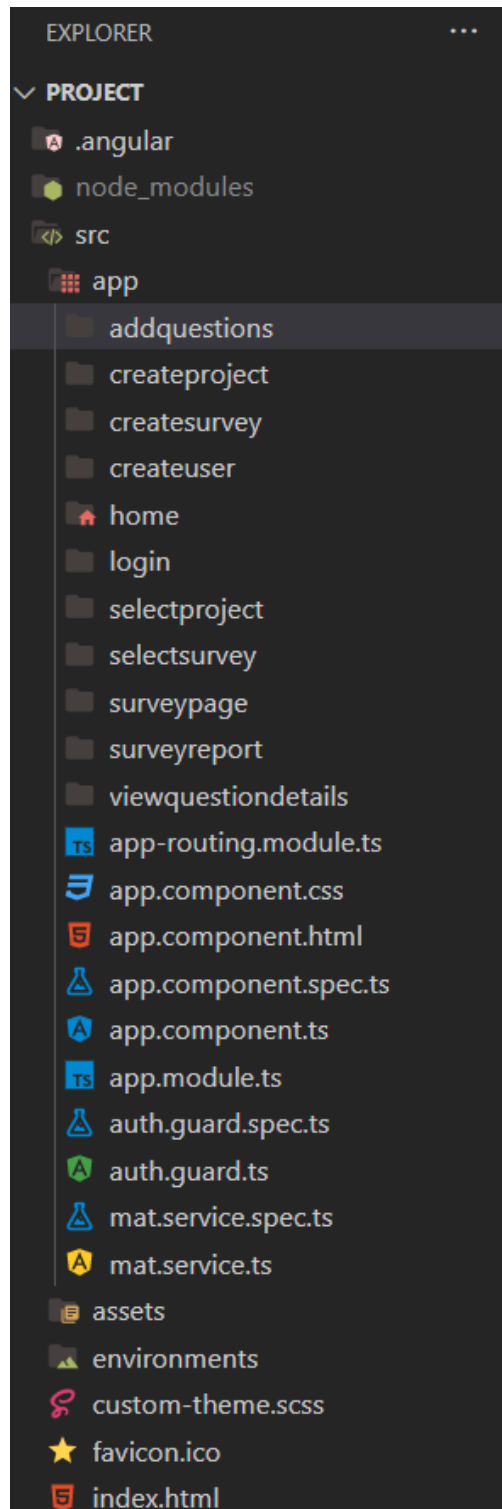 EXPLORER ...
PROJECT
.angular
node_modules
src
app
addquestions
createproject
createsurvey
createuser
home
login
selectproject
selectsurvey
surveypage
surveyreport
viewquestiondetails
TS app-routing.module.ts
app.component.css
app.component.html
app.component.spec.ts
app.component.ts
TS app.module.ts
auth.guard.spec.ts
auth.guard.ts
mat.service.spec.ts
mat.service.ts
assets
environments
custom-theme.scss
favicon.ico
index.html